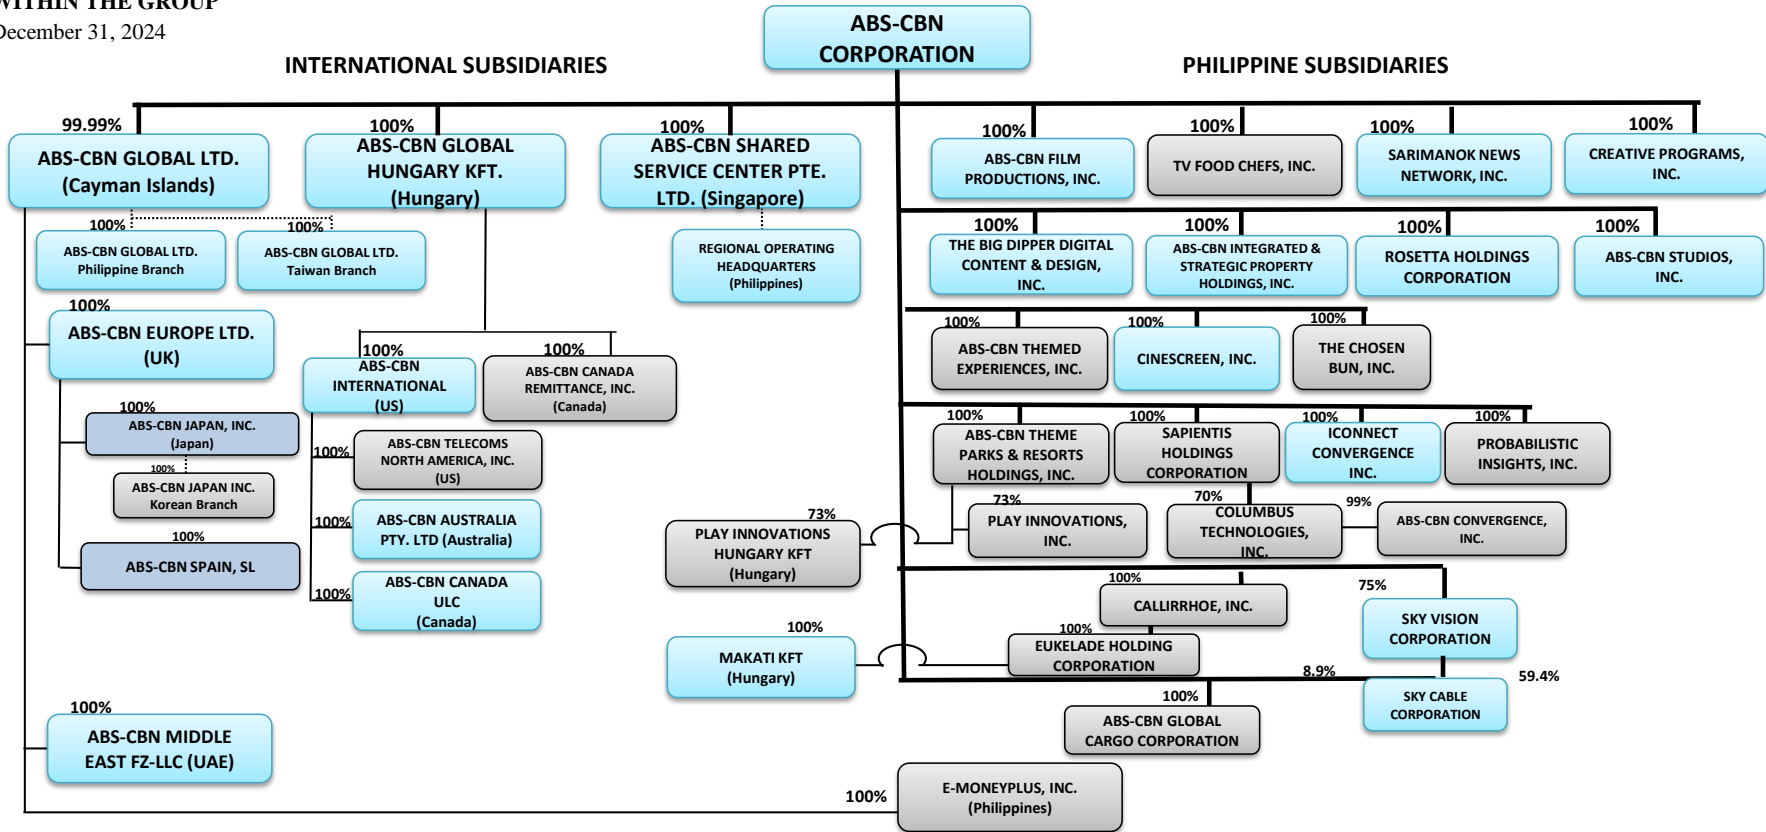 WITHIN THE GROUP
December 31, 2024
ABS-CBN
CORPORATION
INTERNATIONAL SUBSIDIARIES
PHILIPPINE SUBSIDIARIES
99.99%
ABS-CBN GLOBAL LTD.
(Cayman Islands)
100%
ABS-CBN GLOBAL
HUNGARY KFT.
(Hungary)
100%
ABS-CBN SHARED
SERVICE CENTER PTE.
LTD. (Singapore)
100%
ABS-CBN FILM
PRODUCTIONS, INC.
100%
TV FOOD CHEFS, INC.
100%
SARIMANOK NEWS
NETWORK, INC.
100%
CREATIVE PROGRAMS,
INC.
100%
ABS-CBN GLOBAL LTD.
Philippine Branch
100%
ABS-CBN GLOBAL LTD.
Taiwan Branch
100%
REGIONAL OPERATING
HEADQUARTERS
(Philippines)
100%
THE BIG DIPPER DIGITAL
CONTENT & DESIGN,
INC.
100%
ABS-CBN INTEGRATED &
STRATEGIC PROPERTY
HOLDINGS, INC.
100%
ROSETTA HOLDINGS
CORPORATION
100%
ABS-CBN STUDIOS,
INC.
100%
ABS-CBN EUROPE LTD.
(UK)
100%
ABS-CBN
INTERNATIONAL
(US)
100%
ABS-CBN CANADA
REMITTANCE, INC.
(Canada)
100%
ABS-CBN THEMED
EXPERIENCES, INC.
100%
CINESCREEN, INC.
100%
THE CHOSEN
BUN, INC.
100%
ABS-CBN JAPAN, INC.
(Japan)
100%
ABS-CBN JAPAN INC.
Korean Branch
100%
ABS-CBN SPAIN, SL
100%
ABS-CBN TELECOMS
NORTH AMERICA, INC.
(US)
100%
ABS-CBN AUSTRALIA
PTY. LTD (Australia)
100%
ABS-CBN CANADA
ULC
(Canada)
100%
ABS-CBN THEME
PARKS & RESORTS
HOLDINGS, INC.
100%
SAPIENTIS
HOLDINGS
CORPORATION
100%
ICONNECT
CONVERGENCE
INC.
100%
PROBABILISTIC
INSIGHTS, INC.
73%
PLAY INNOVATIONS
HUNGARY KFT
(Hungary)
73%
PLAY INNOVATIONS,
INC.
70%
COLUMBUS
TECHNOLOGIES,
INC.
99%
ABS-CBN CONVERGENCE,
INC.
100%
CALLIRRHOE, INC.
75%
SKY VISION
CORPORATION
100%
MAKATI KFT
(Hungary)
100%
EUKELADE HOLDING
CORPORATION
8.9%
59.4%
SKY CABLE
CORPORATION
100%
ABS-CBN GLOBAL
CARGO CORPORATION
100%
ABS-CBN MIDDLE
EAST FZ-LLC (UAE)
100%
E-MONEYPLUS, INC.
(Philippines)